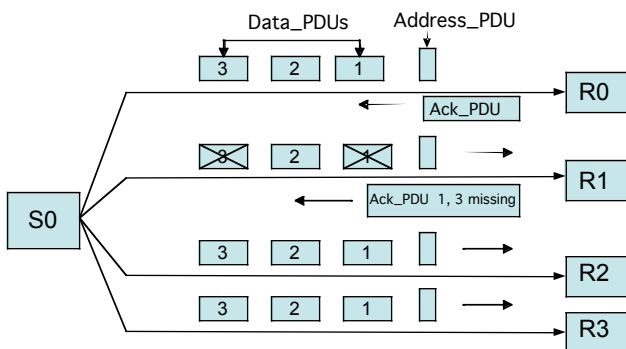 Data_PDUs Address_PDU
3 2 1
R0
Ack_PDU
3 2 1
R1
Ack_PDU 1, 3 missing
S0
3 2 1
R2
3 2 1
R3